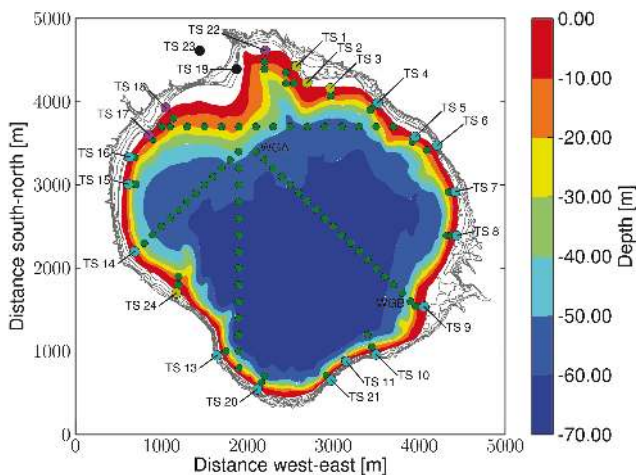 TS 22
TS 1
TS 2
TS 23
TS 3
TS 19
TS 4
TS 18
TS 5
TS 17
TS 6
WGA
TS 16
TS 15
TS 7
TS 8
TS 14
WGB
TS 24
TS 9
TS 13
TS 10
TS 11
TS 20
TS 21
5000
4000
3000
2000
1000
0
Distance south-north [m]
0 1000 2000 3000 4000 5000
Distance west-east [m]
0.00
-10.00
-20.00
-30.00
-40.00
-50.00
-60.00
-70.00
Depth [m]